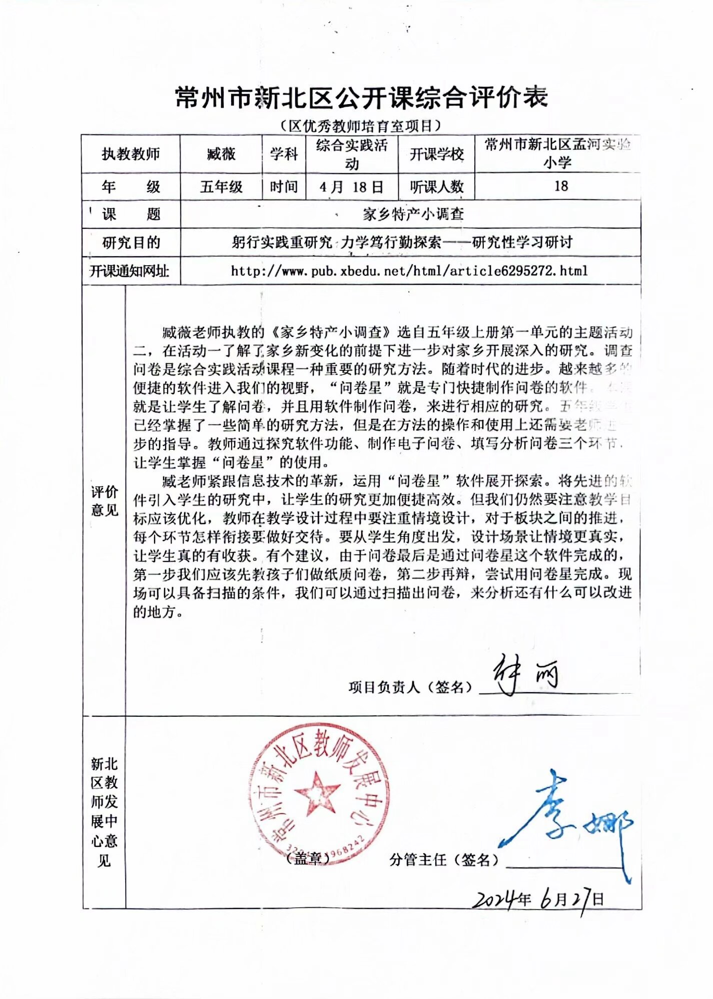 常州市新北区公开课综合评价表
（区优秀教师培育室项目）
执教教师 臧薇 学科 综合实践活动 开课学校 常州市新北区孟河实验小学
年 级 五年级 时间 4月 18日 听课人数 18
课 题 家乡特产小调查
研究目的 躬行实践重研究 力学笃行勤探索——研究性学习研讨
开课通知网址 http://www.pub.xbedu.net/html/article6295272.html
评价意见
臧薇老师执教的《家乡特产小调查》选自五年级上册第一单元的主题活动
二，在活动一了解了家乡新变化的前提下进一步对家乡开展深入的研究。调查
问卷是综合实践活动课程一种重要的研究方法。随着时代的进步。越来越多的
便捷的软件进入我们的视野，“问卷星”就是专门快捷制作问卷的软件。本课
就是让学生了解问卷，并且用软件制作问卷，来进行相应的研究。五年级学生
已经掌握了一些简单的研究方法，但是在方法的操作和使用上还需要老师进一
步的指导。教师通过探究软件功能、制作电子问卷、填写分析问卷三个环节，
让学生掌握“问卷星”的使用。
臧老师紧跟信息技术的革新，运用“问卷星”软件展开探索。将先进的软
件引入学生的研究中，让学生的研究更加便捷高效。但我们仍然要注意教学目
标应该优化，教师在教学设计过程中要注重情境设计，对于板块之间的推进，
每个环节怎样衔接要做好交待。要从学生角度出发，设计场景让情境更真实，
让学生真的有收获。有个建议，由于问卷最后是通过问卷星这个软件完成的，
第一步我们应该先教孩子们做纸质问卷，第二步再辩，尝试用问卷星完成。现
场可以具备扫描的条件，我们可以通过扫描出问卷，来分析还有什么可以改进
的地方。
项目负责人（签名） 丽
新北区教师发展中心意见
常州市新北区教师发展中心
（盖章） 分管主任（签名） 李娜
2024年 6月27日